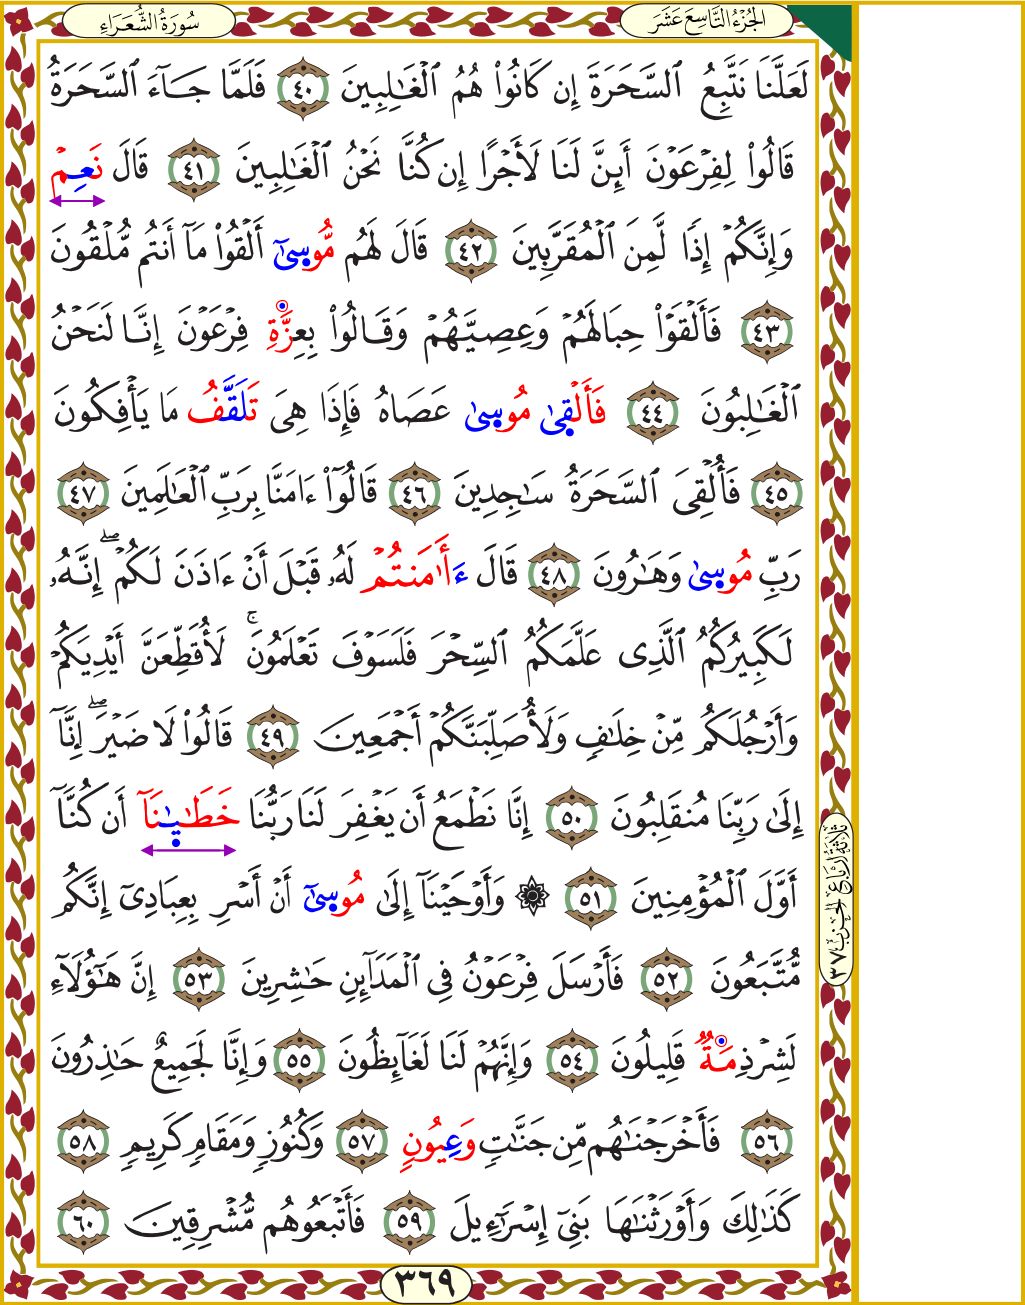 سُورَةُ الشُّعَرَاءِ
الجُزْءُ التَّاسِعَ عَشَرَ
لَعَلَّنَا نَتَّبِعُ ٱلسَّحَرَةَ إِن كَانُوا۟ هُمُ ٱلْغَـٰلِبِينَ ٤٠ فَلَمَّا جَآءَ ٱلسَّحَرَةُ
قَالُوا۟ لِفِرْعَوْنَ أَئِنَّ لَنَا لَأَجْرًا إِن كُنَّا نَحْنُ ٱلْغَـٰلِبِينَ ٤١ قَالَ نَعِمْ
وَإِنَّكُمْ إِذًا لَّمِنَ ٱلْمُقَرَّبِينَ ٤٢ قَالَ لَهُم مُّوسِىٰٓ أَلْقُوا۟ مَآ أَنتُم مُّلْقُونَ
٤٣ فَأَلْقَوْا۟ حِبَالَهُمْ وَعِصِيَّهُمْ وَقَالُوا۟ بِعِزَّةِ فِرْعَوْنَ إِنَّا لَنَحْنُ
ٱلْغَـٰلِبُونَ ٤٤ فَأَلْقِىٰ مُوسِىٰ عَصَاهُ فَإِذَا هِىَ تَلَقَّفُ مَا يَأْفِكُونَ
٤٥ فَأُلْقِىَ ٱلسَّحَرَةُ سَـٰجِدِينَ ٤٦ قَالُوٓا۟ ءَامَنَّا بِرَبِّ ٱلْعَـٰلَمِينَ ٤٧
رَبِّ مُوسِىٰ وَهَـٰرُونَ ٤٨ قَالَ ءَأَٰمَنتُمْ لَهُۥ قَبْلَ أَنْ ءَاذَنَ لَكُمْ ۖ إِنَّهُۥ
لَكَبِيرُكُمُ ٱلَّذِى عَلَّمَكُمُ ٱلسِّحْرَ فَلَسَوْفَ تَعْلَمُونَ ۚ لَأُقَطِّعَنَّ أَيْدِيَكُمْ
وَأَرْجُلَكُم مِّنْ خِلَـٰفٍ وَلَأُصَلِّبَنَّكُمْ أَجْمَعِينَ ٤٩ قَالُوا۟ لَا ضَيْرَ ۖ إِنَّآ
إِلَىٰ رَبِّنَا مُنقَلِبُونَ ٥٠ إِنَّا نَطْمَعُ أَن يَغْفِرَ لَنَا رَبُّنَا خَطَـٰيـٰنَآ أَن كُنَّآ
أَوَّلَ ٱلْمُؤْمِنِينَ ٥١ ۞ وَأَوْحَيْنَآ إِلَىٰ مُوسِىٰٓ أَنْ أَسْرِ بِعِبَادِىٓ إِنَّكُم
مُّتَّبَعُونَ ٥٢ فَأَرْسَلَ فِرْعَوْنُ فِى ٱلْمَدَآئِنِ حَـٰشِرِينَ ٥٣ إِنَّ هَـٰٓؤُلَآءِ
لَشِرْذِمَةٌ قَلِيلُونَ ٥٤ وَإِنَّهُمْ لَنَا لَغَآئِظُونَ ٥٥ وَإِنَّا لَجَمِيعٌ حَـٰذِرُونَ
٥٦ فَأَخْرَجْنَـٰهُم مِّن جَنَّـٰتٍ وَعِيُونٍ ٥٧ وَكُنُوزٍ وَمَقَامٍ كَرِيمٍ ٥٨
كَذَٰلِكَ وَأَوْرَثْنَـٰهَا بَنِىٓ إِسْرَٰٓءِيلَ ٥٩ فَأَتْبَعُوهُم مُّشْرِقِينَ ٦٠
ثَلَاثَةُ أَرْبَاعِ الحِزْبِ ٣٧
٣٦٩